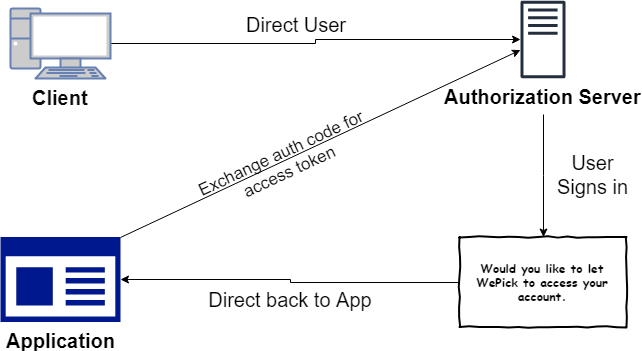 Direct User
Client
Authorization Server
Exchange auth code for
access token
User
Signs in
Would you like to let
WePick to access your
account.
Direct back to App
Application